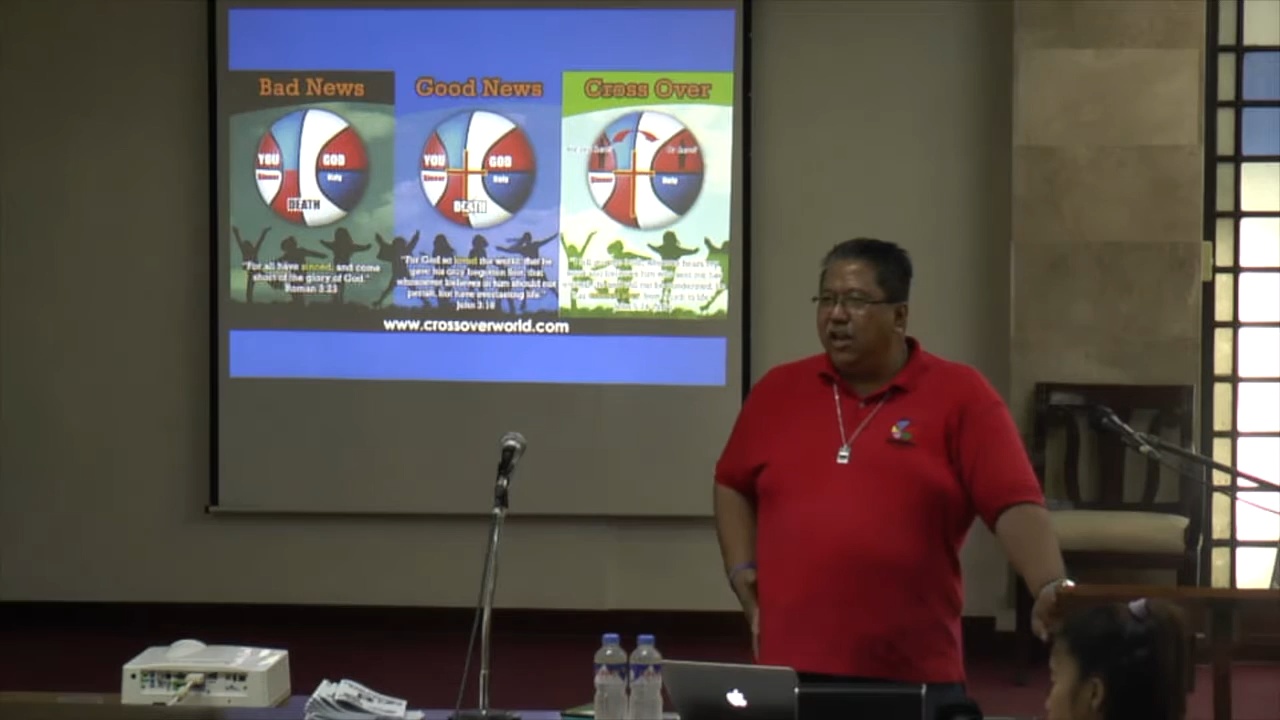 Bad News
YOU GOD
Sinner Holy
DEATH
"For all have sinned, and come
short of the glory of God."
Roman 3:23
Good News
YOU GOD
Sinner Holy
DEATH
"For God so loved the world, that he
gave his only begotten Son, that
whosoever believes in him should not
perish, but have everlasting life."
John 3:16
Cross Over
Sinner Holy
www.crossoverworld.com